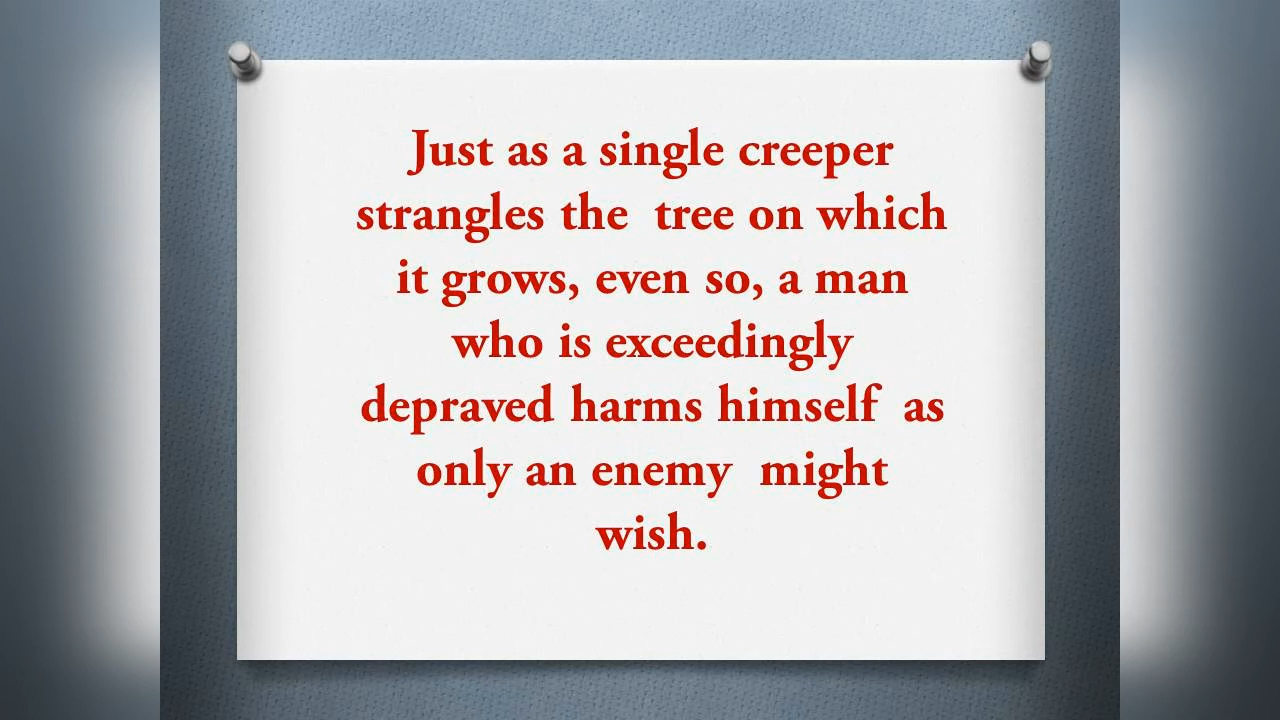 Just as a single creeper
strangles the  tree on which
it grows, even so, a man
who is exceedingly
depraved harms himself  as
only an enemy  might
wish.